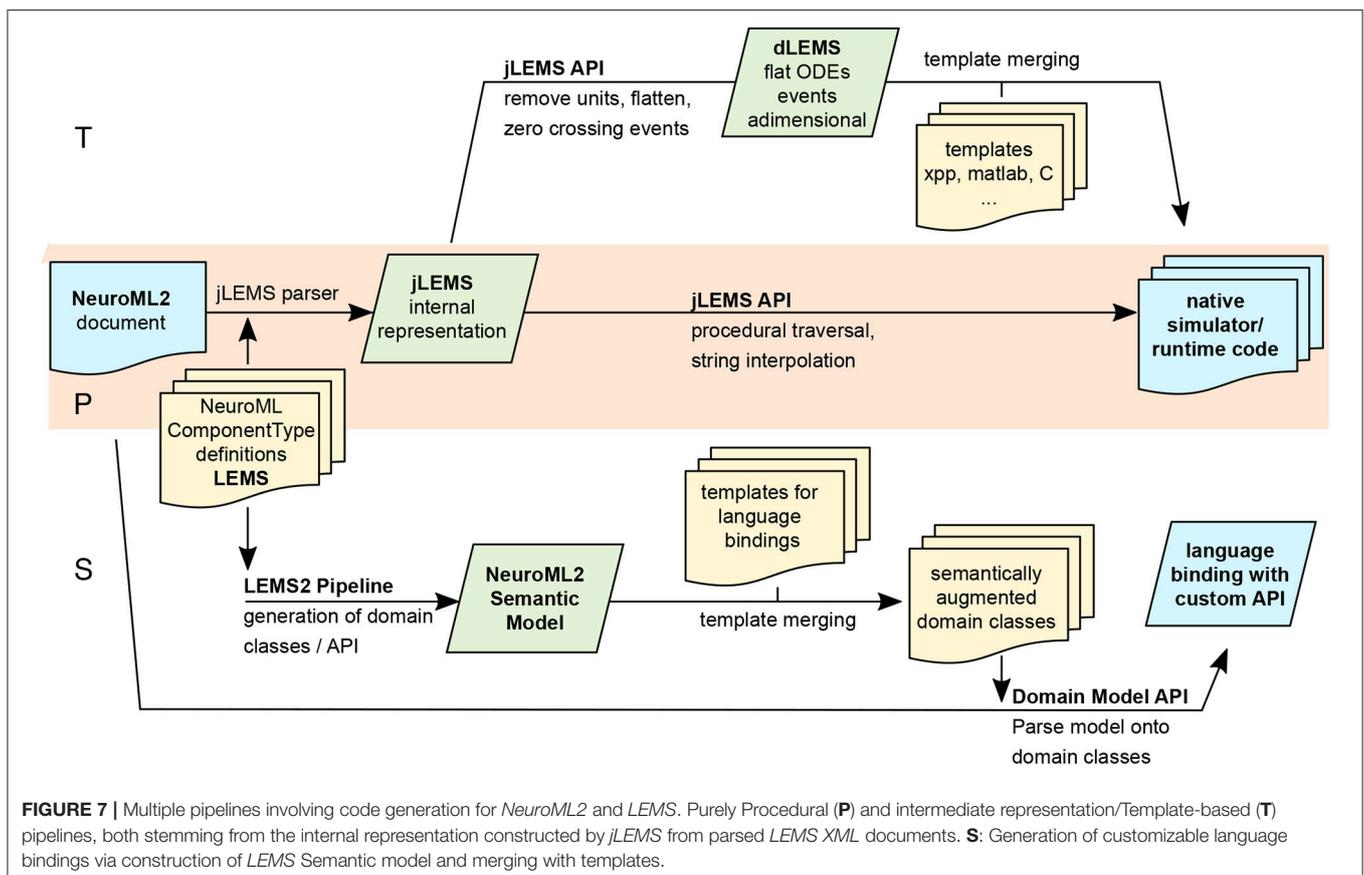 T
jLEMS API
remove units, flatten,
zero crossing events
dLEMS
flat ODEs
events
adimensional
template merging
templates
xpp, matlab, C
...
NeuroML2
document
jLEMS parser
jLEMS
internal
representation
jLEMS API
procedural traversal,
string interpolation
native
simulator/
runtime code
P
NeuroML
ComponentType
definitions
LEMS
S
LEMS2 Pipeline
generation of domain
classes / API
NeuroML2
Semantic
Model
templates for
language
bindings
template merging
semantically
augmented
domain classes
language
binding with
custom API
Domain Model API
Parse model onto
domain classes
FIGURE 7 | Multiple pipelines involving code generation for NeuroML2 and LEMS. Purely Procedural (P) and intermediate representation/Template-based (T)
pipelines, both stemming from the internal representation constructed by jLEMS from parsed LEMS XML documents. S: Generation of customizable language
bindings via construction of LEMS Semantic model and merging with templates.